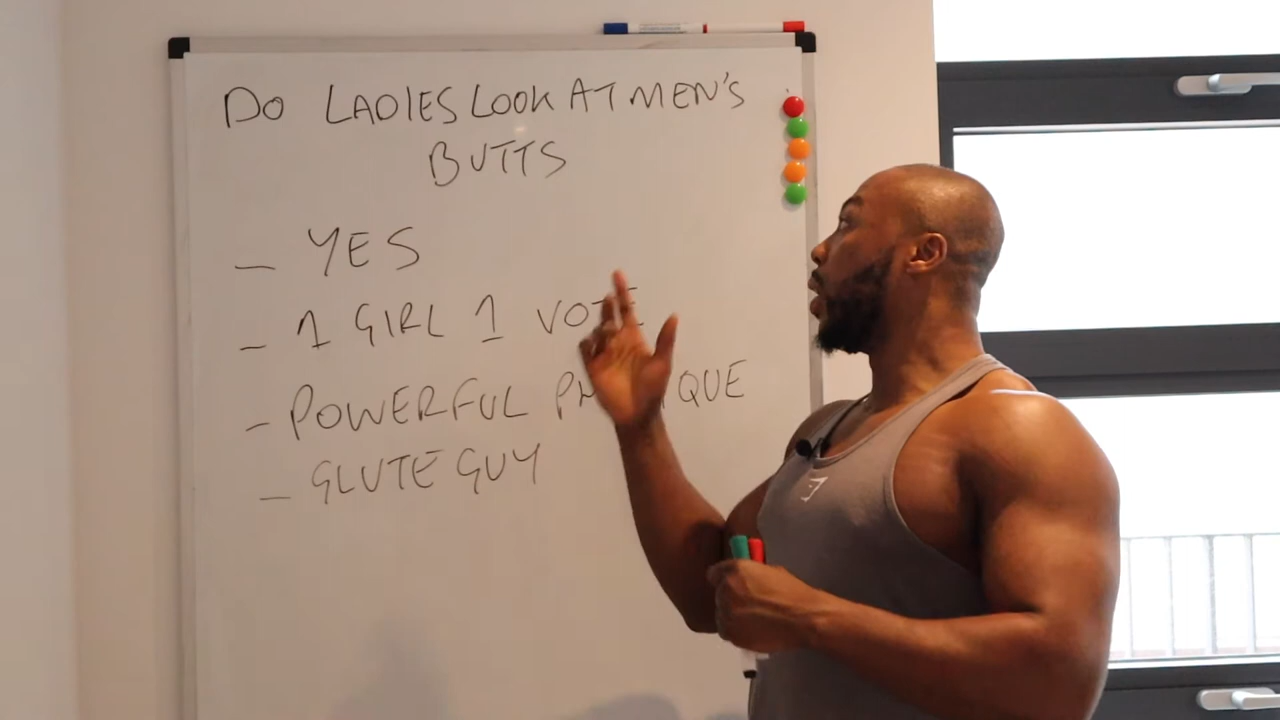 DO LADIES LOOK AT MEN'S
BUTTS
- YES
- 1 GIRL 1 VOTE
- POWERFUL
- GLUTE GUY